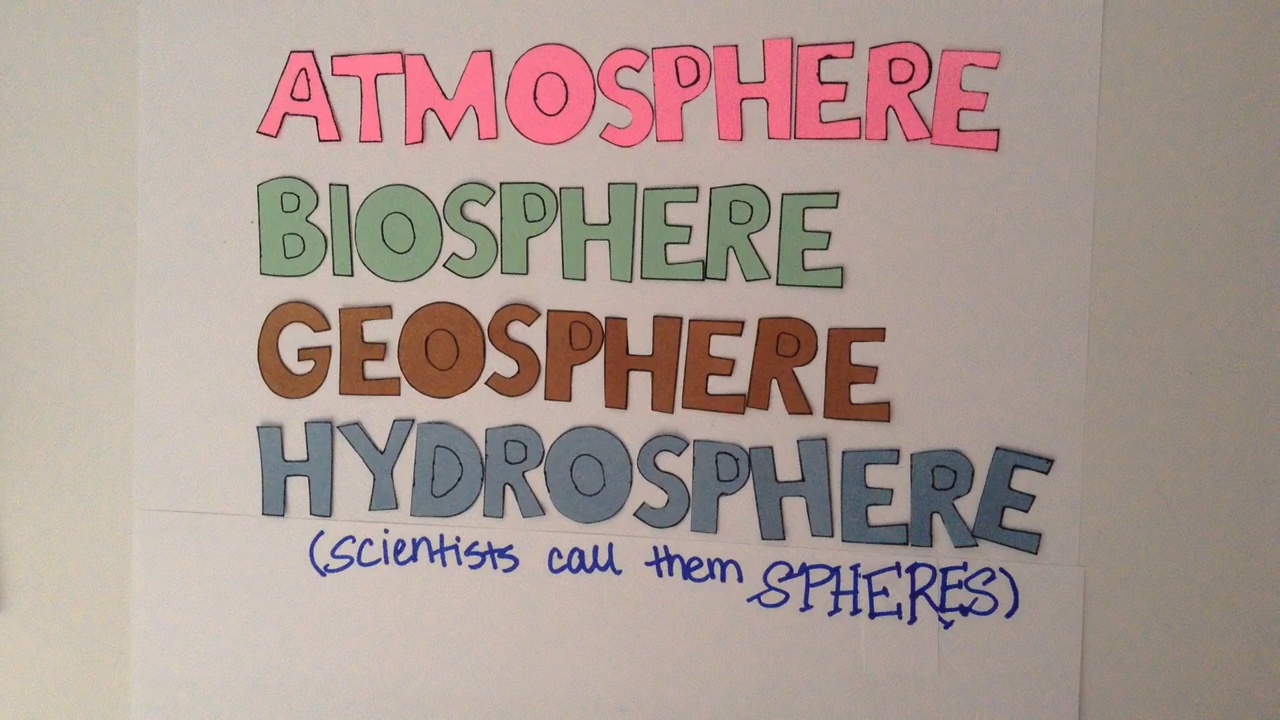 ATMOSPHERE
BIOSPHERE
GEOSPHERE
HYDROSPHERE
(scientists call them SPHERES)